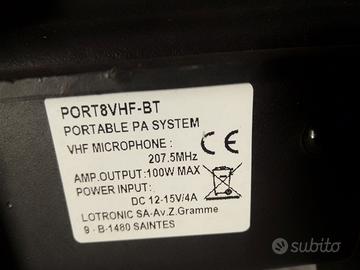 PORT8VHF-BT
PORTABLE PA SYSTEM
VHF MICROPHONE :
207.5MHz
CE
AMP.OUTPUT:100W MAX
POWER INPUT:
DC 12-15V/4A
LOTRONIC SA-Av.Z.Gramme
9 - B-1480 SAINTES
subito